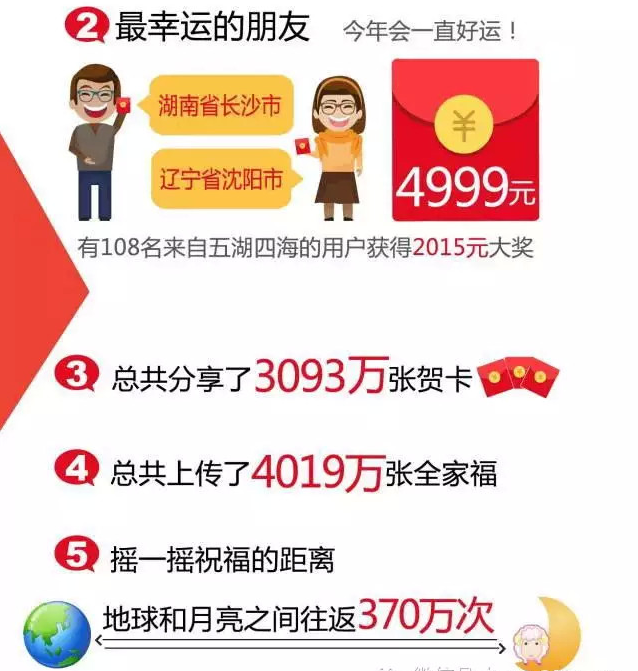 2 最幸运的朋友 今年会一直好运！
湖南省长沙市
辽宁省沈阳市
¥
4999元
有108名来自五湖四海的用户获得2015元大奖
3 总共分享了3093万张贺卡
4 总共上传了4019万张全家福
5 摇一摇祝福的距离
地球和月亮之间往返370万次